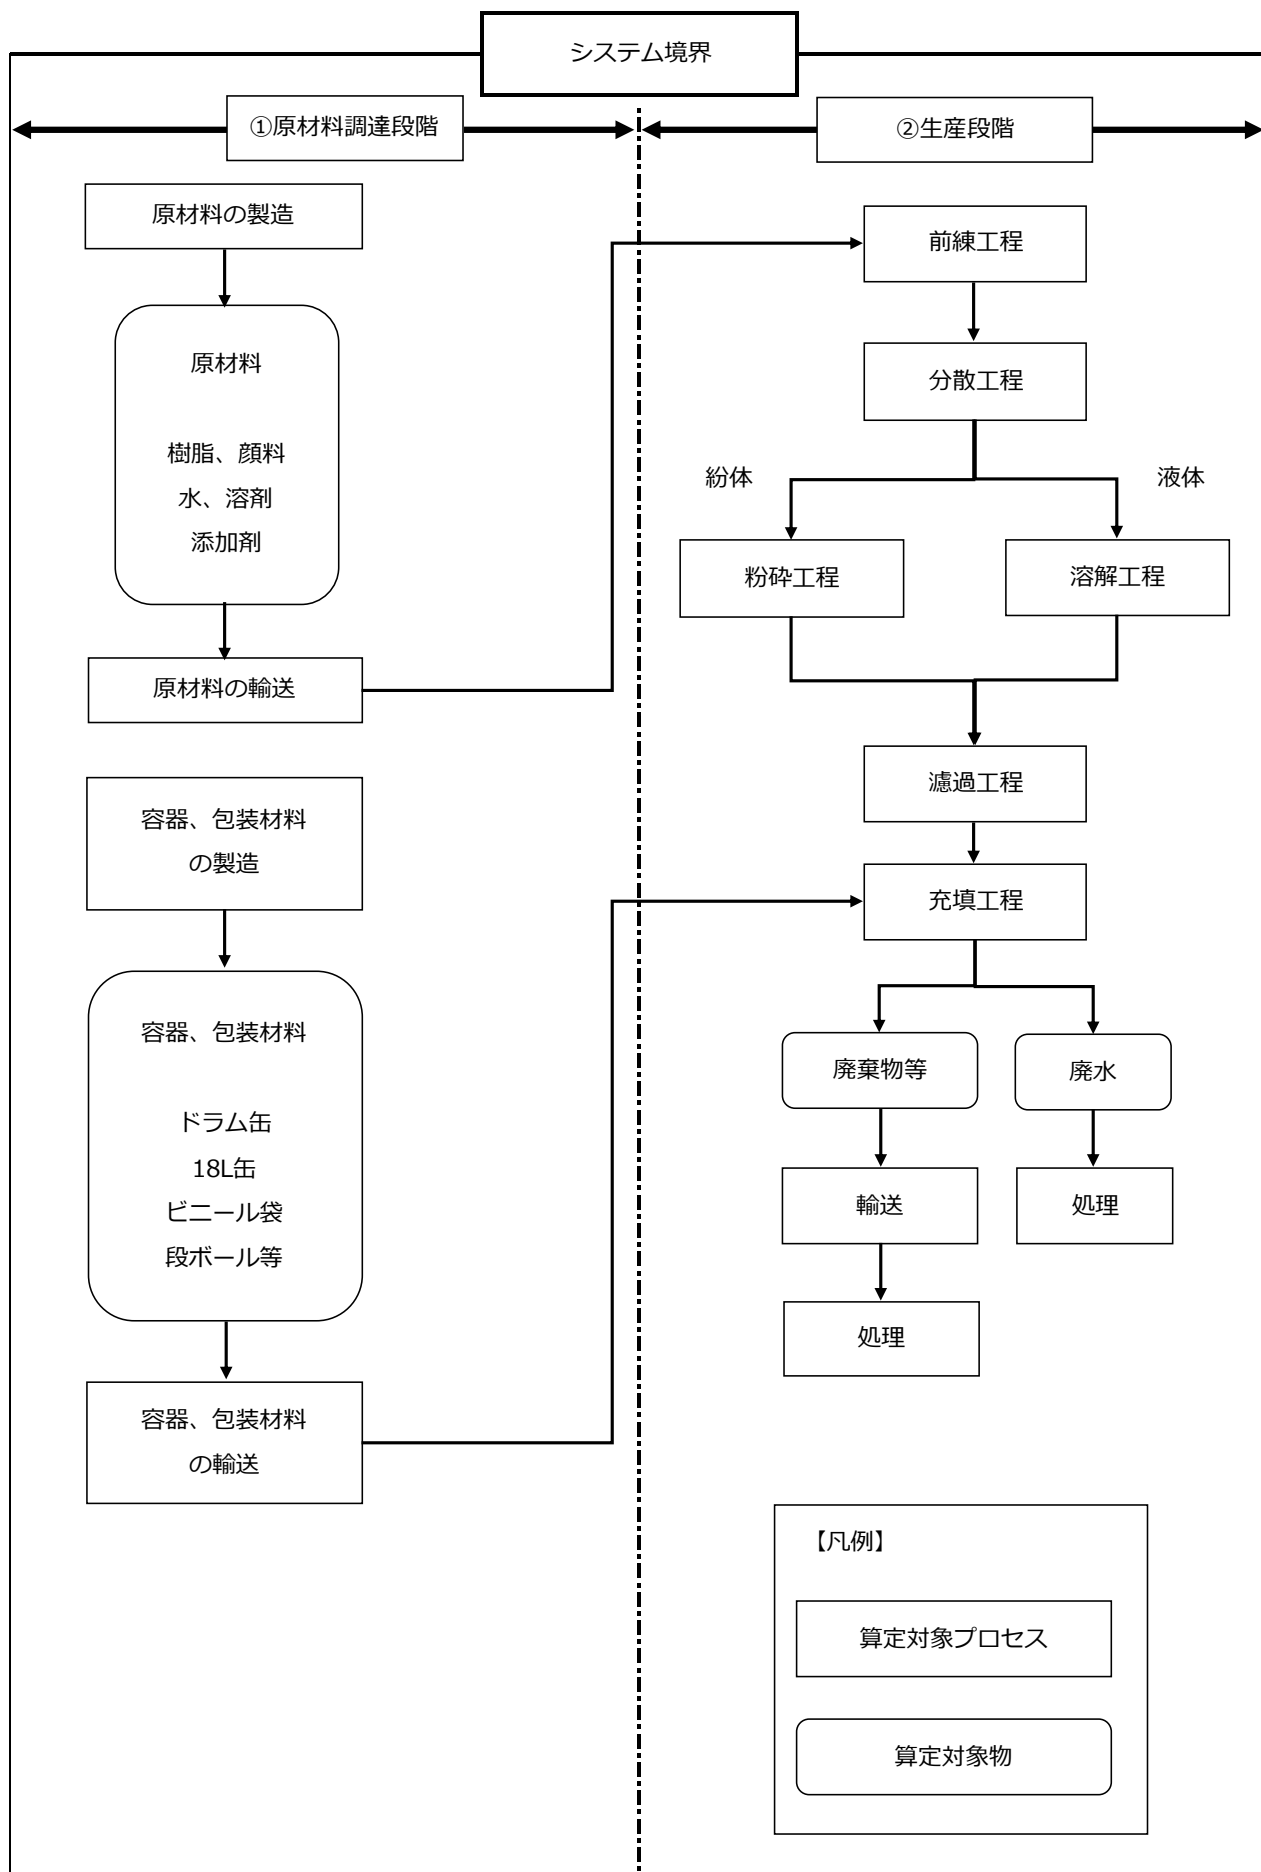 システム境界
①原材料調達段階
原材料の製造
原材料
樹脂、顔料
水、溶剤
添加剤
原材料の輸送
容器、包装材料
の製造
容器、包装材料
ドラム缶
18L缶
ビニール袋
段ボール等
容器、包装材料
の輸送
②生産段階
前練工程
分散工程
紛体
液体
粉砕工程
溶解工程
濾過工程
充填工程
廃棄物等
廃水
輸送
処理
処理
【凡例】
算定対象プロセス
算定対象物